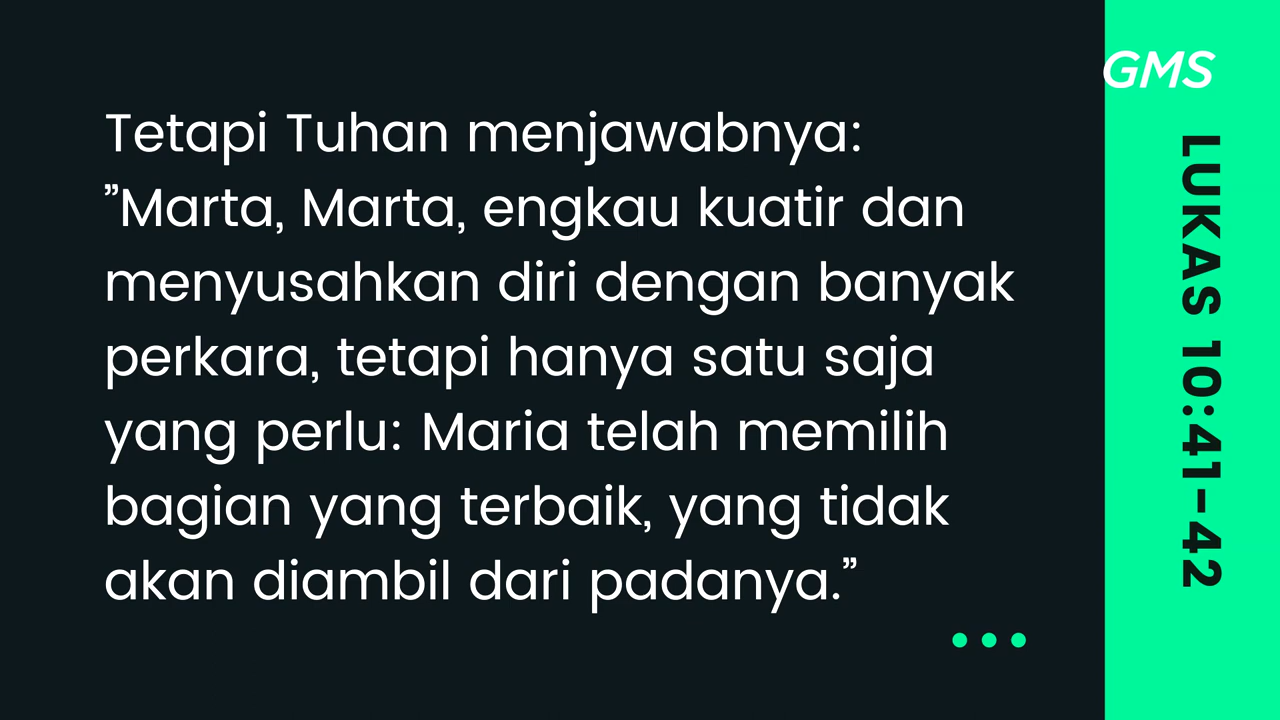 GMS
Tetapi Tuhan menjawabnya:
”Marta, Marta, engkau kuatir dan
menyusahkan diri dengan banyak
perkara, tetapi hanya satu saja
yang perlu: Maria telah memilih
bagian yang terbaik, yang tidak
akan diambil dari padanya.”
LUKAS 10:41-42